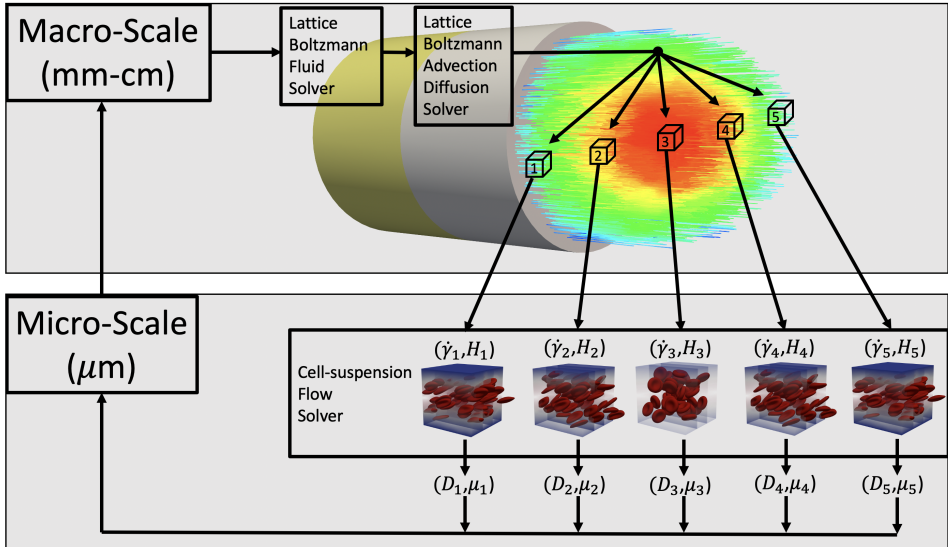 Macro-Scale
(mm-cm)
Lattice
Boltzmann
Fluid
Solver
Lattice
Boltzmann
Advection
Diffusion
Solver
1
2
3
4
5
Micro-Scale
(μm)
Cell-suspension
Flow
Solver
(γ̇₁,H₁) (γ̇₂,H₂) (γ̇₃,H₃) (γ̇₄,H₄) (γ̇₅,H₅)
(D₁,μ₁) (D₂,μ₂) (D₃,μ₃) (D₄,μ₄) (D₅,μ₅)